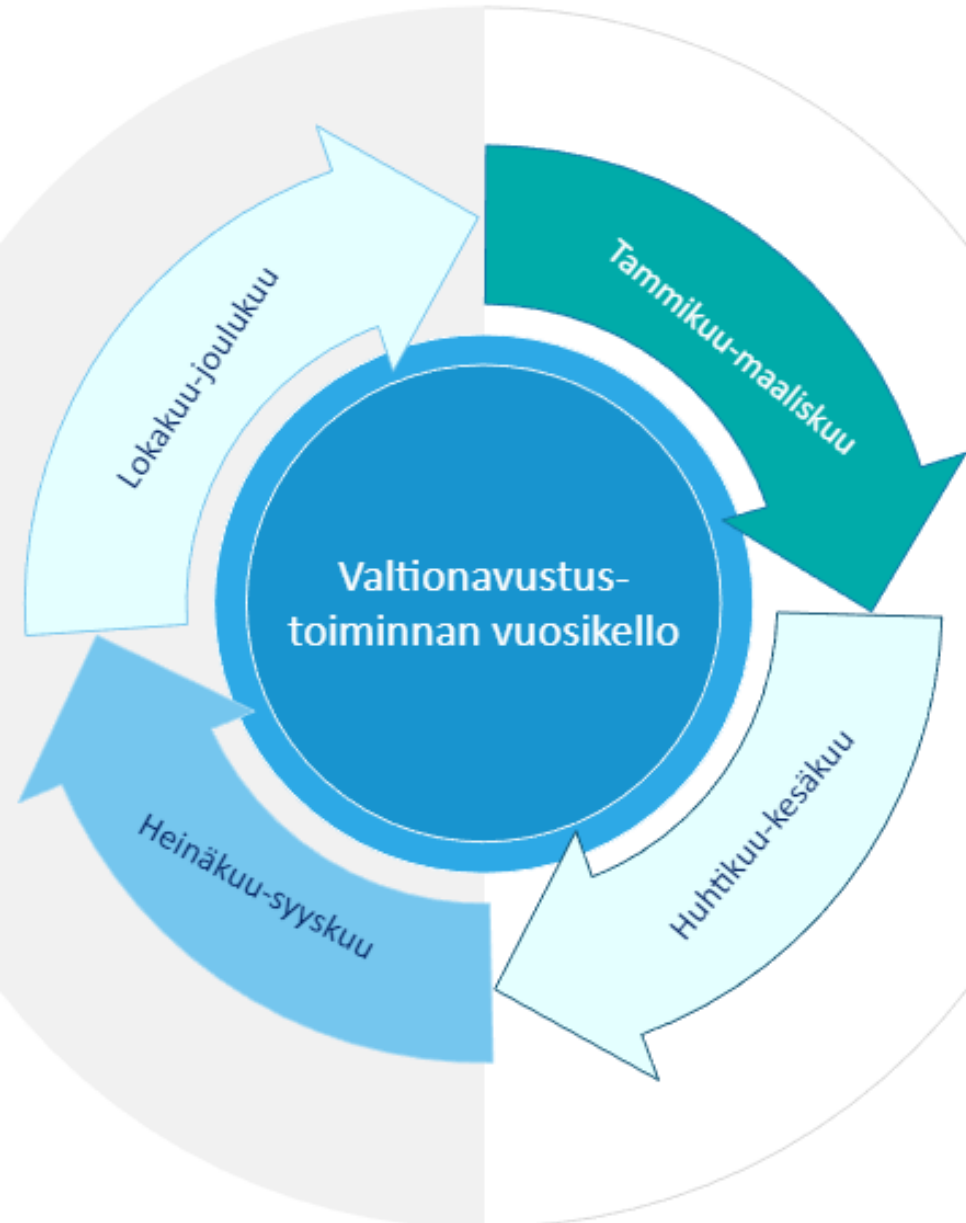 Tammikuu-maaliskuu
Lokakuu-joulukuu
Valtionavustus-
toiminnan vuosikello
Huhtikuu-kesäkuu
Heinäkuu-syyskuu